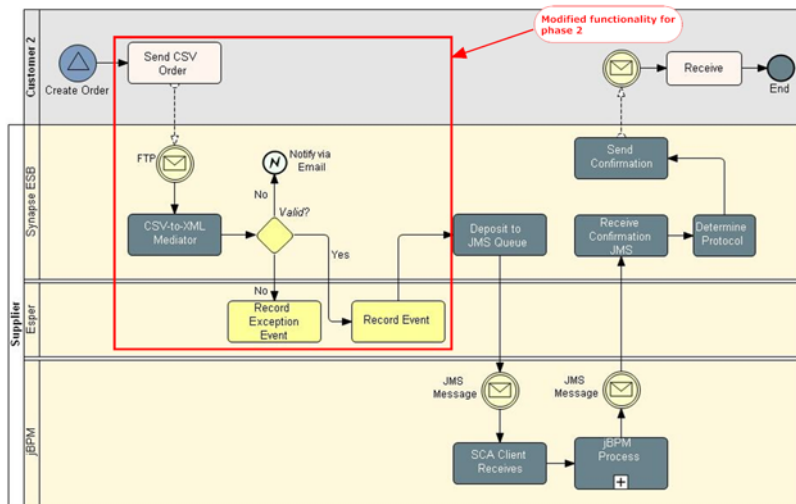 Modified functionality for
phase 2
Customer 2
Create Order
Send CSV
Order
Receive
End
Supplier
Synapse ESB
FTP
Notify via
Email
No
Valid?
CSV-to-XML
Mediator
Yes
No
Deposit to
JMS Queue
Send
Confirmation
Receive
Confirmation
JMS
Determine
Protocol
Esper
Record
Exception
Event
Record Event
jBPM
JMS
Message
JMS
Message
SCA Client
Receives
jBPM
Process